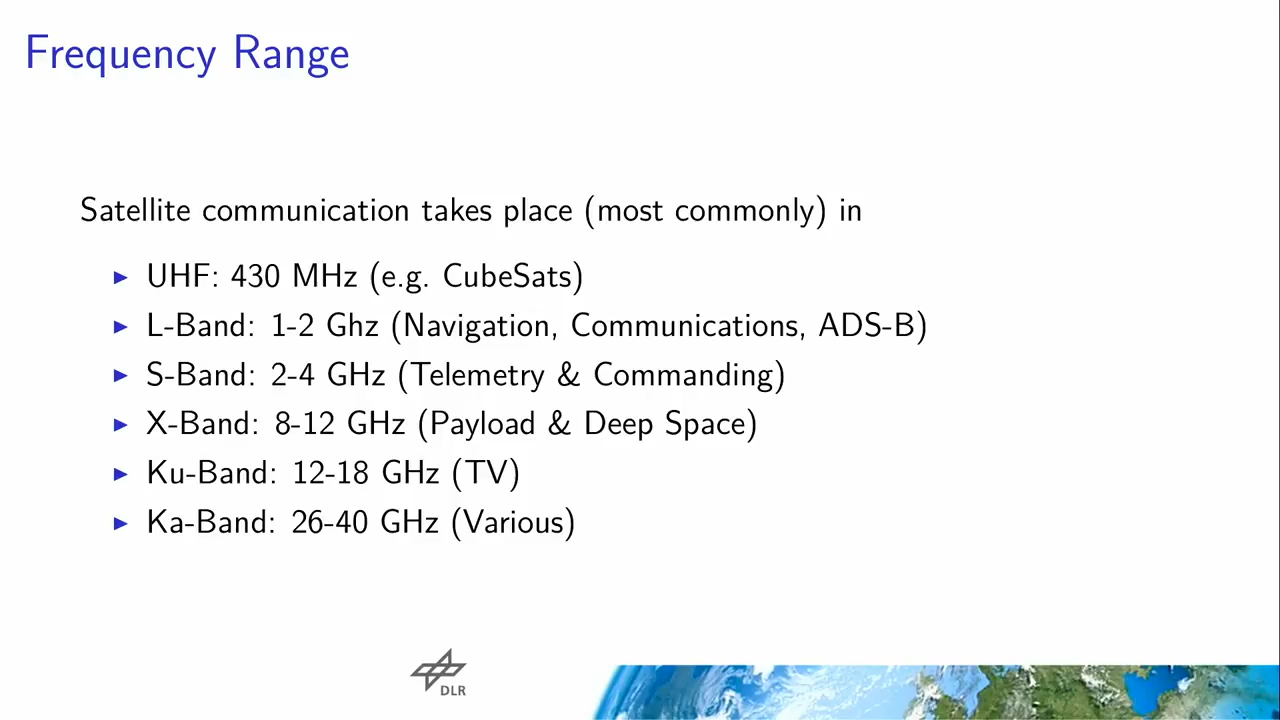 Frequency Range
Satellite communication takes place (most commonly) in
▶ UHF: 430 MHz (e.g. CubeSats)
▶ L-Band: 1-2 Ghz (Navigation, Communications, ADS-B)
▶ S-Band: 2-4 GHz (Telemetry & Commanding)
▶ X-Band: 8-12 GHz (Payload & Deep Space)
▶ Ku-Band: 12-18 GHz (TV)
▶ Ka-Band: 26-40 GHz (Various)
DLR